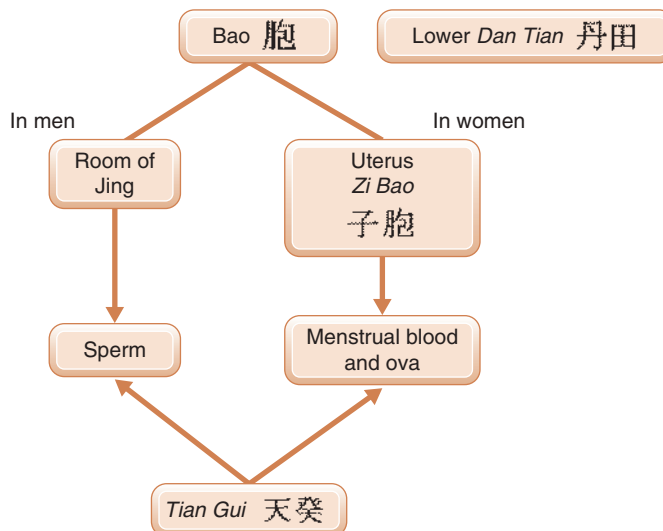 Bao 胞
Lower Dan Tian 丹田
In men
In women
Room of
Jing
Uterus
Zi Bao
子胞
Sperm
Menstrual blood
and ova
Tian Gui 天癸